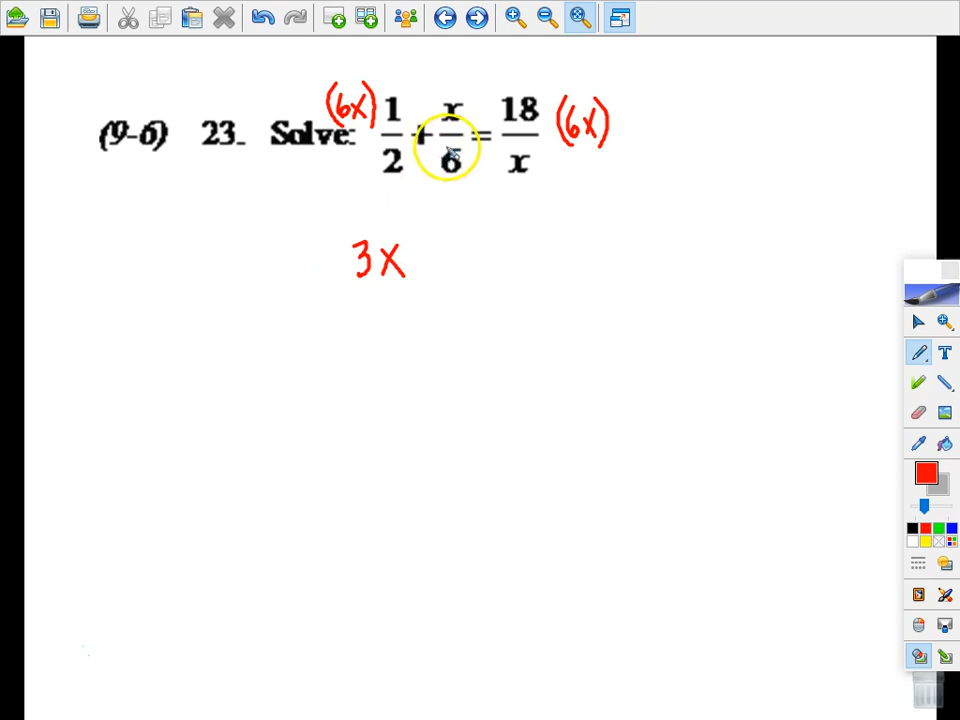 (9-6) 23. Solve: (6x) 1/2 + x/6 = 18/x (6x)
3x